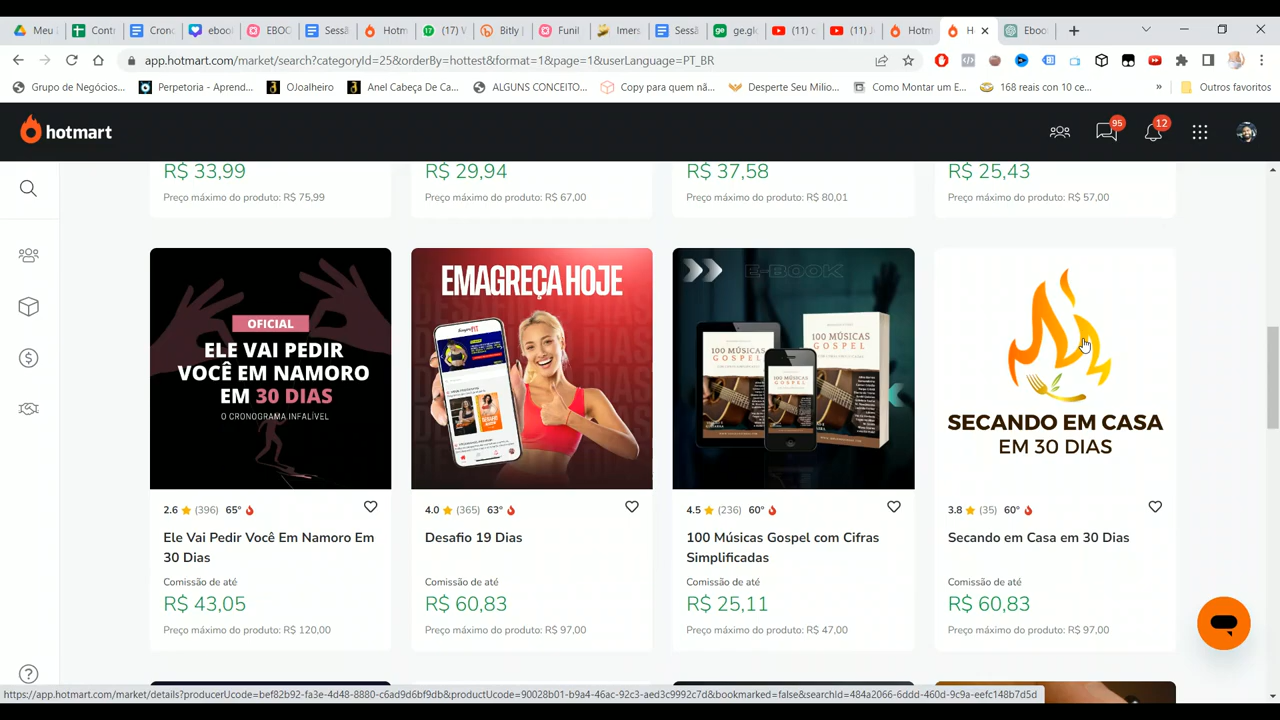 Meu
Cont
Crono
ebool
EBOC
Sessã
Hotm
(17) V
Bitly |
Funil
Imers
Sessã
ge.gl
(11) c
(11) J
Hotm
H
Eboo
app.hotmart.com/market/search?categoryId=25&orderBy=hottest&format=1&page=1&userLanguage=PT_BR
Grupo de Negócios...
Perpetoria - Aprend...
OJoalheiro
Anel Cabeça De Ca...
ALGUNS CONCEITO...
Copy para quem nã...
Desperte Seu Milio...
Como Montar um E...
168 reais con 10 ce...
»
Outros favoritos
hotmart
95
12
R$ 33,99
R$ 29,94
R$ 37,58
R$ 25,43
Preço máximo do produto: R$ 75,99
Preço máximo do produto: R$ 67,00
Preço máximo do produto: R$ 80,01
Preço máximo do produto: R$ 57,00
OFICIAL
ELE VAI PEDIR
VOCÊ EM NAMORO
EM 30 DIAS
O CRONOGRAMA INFALÍVEL
EMAGREÇA HOJE
E-BOOK
100 MÚSICAS
GOSPEL
100 MÚSICAS
GOSPEL
100 MÚSICAS
GOSPEL
SECANDO EM CASA
EM 30 DIAS
2.6 (396) 65°
4.0 (365) 63°
4.5 (236) 60°
3.8 (35) 60°
Ele Vai Pedir Você Em Namoro Em
30 Dias
Desafio 19 Dias
100 Músicas Gospel com Cifras
Simplificadas
Secando em Casa em 30 Dias
Comissão de até
Comissão de até
Comissão de até
Comissão de até
R$ 43,05
R$ 60,83
R$ 25,11
R$ 60,83
Preço máximo do produto: R$ 120,00
Preço máximo do produto: R$ 97,00
Preço máximo do produto: R$ 47,00
Preço máximo do produto: R$ 97,00
https://app.hotmart.com/market/details?producerUcode=bef82b92-fa3e-4d48-8880-c6ad9d6bf9db&productUcode=90028b01-b9a4-46ac-92c3-aed3c9992c7d&bookmarked=false&searchid=484a2066-6ddd-460d-9c9a-eefc148b7d5d